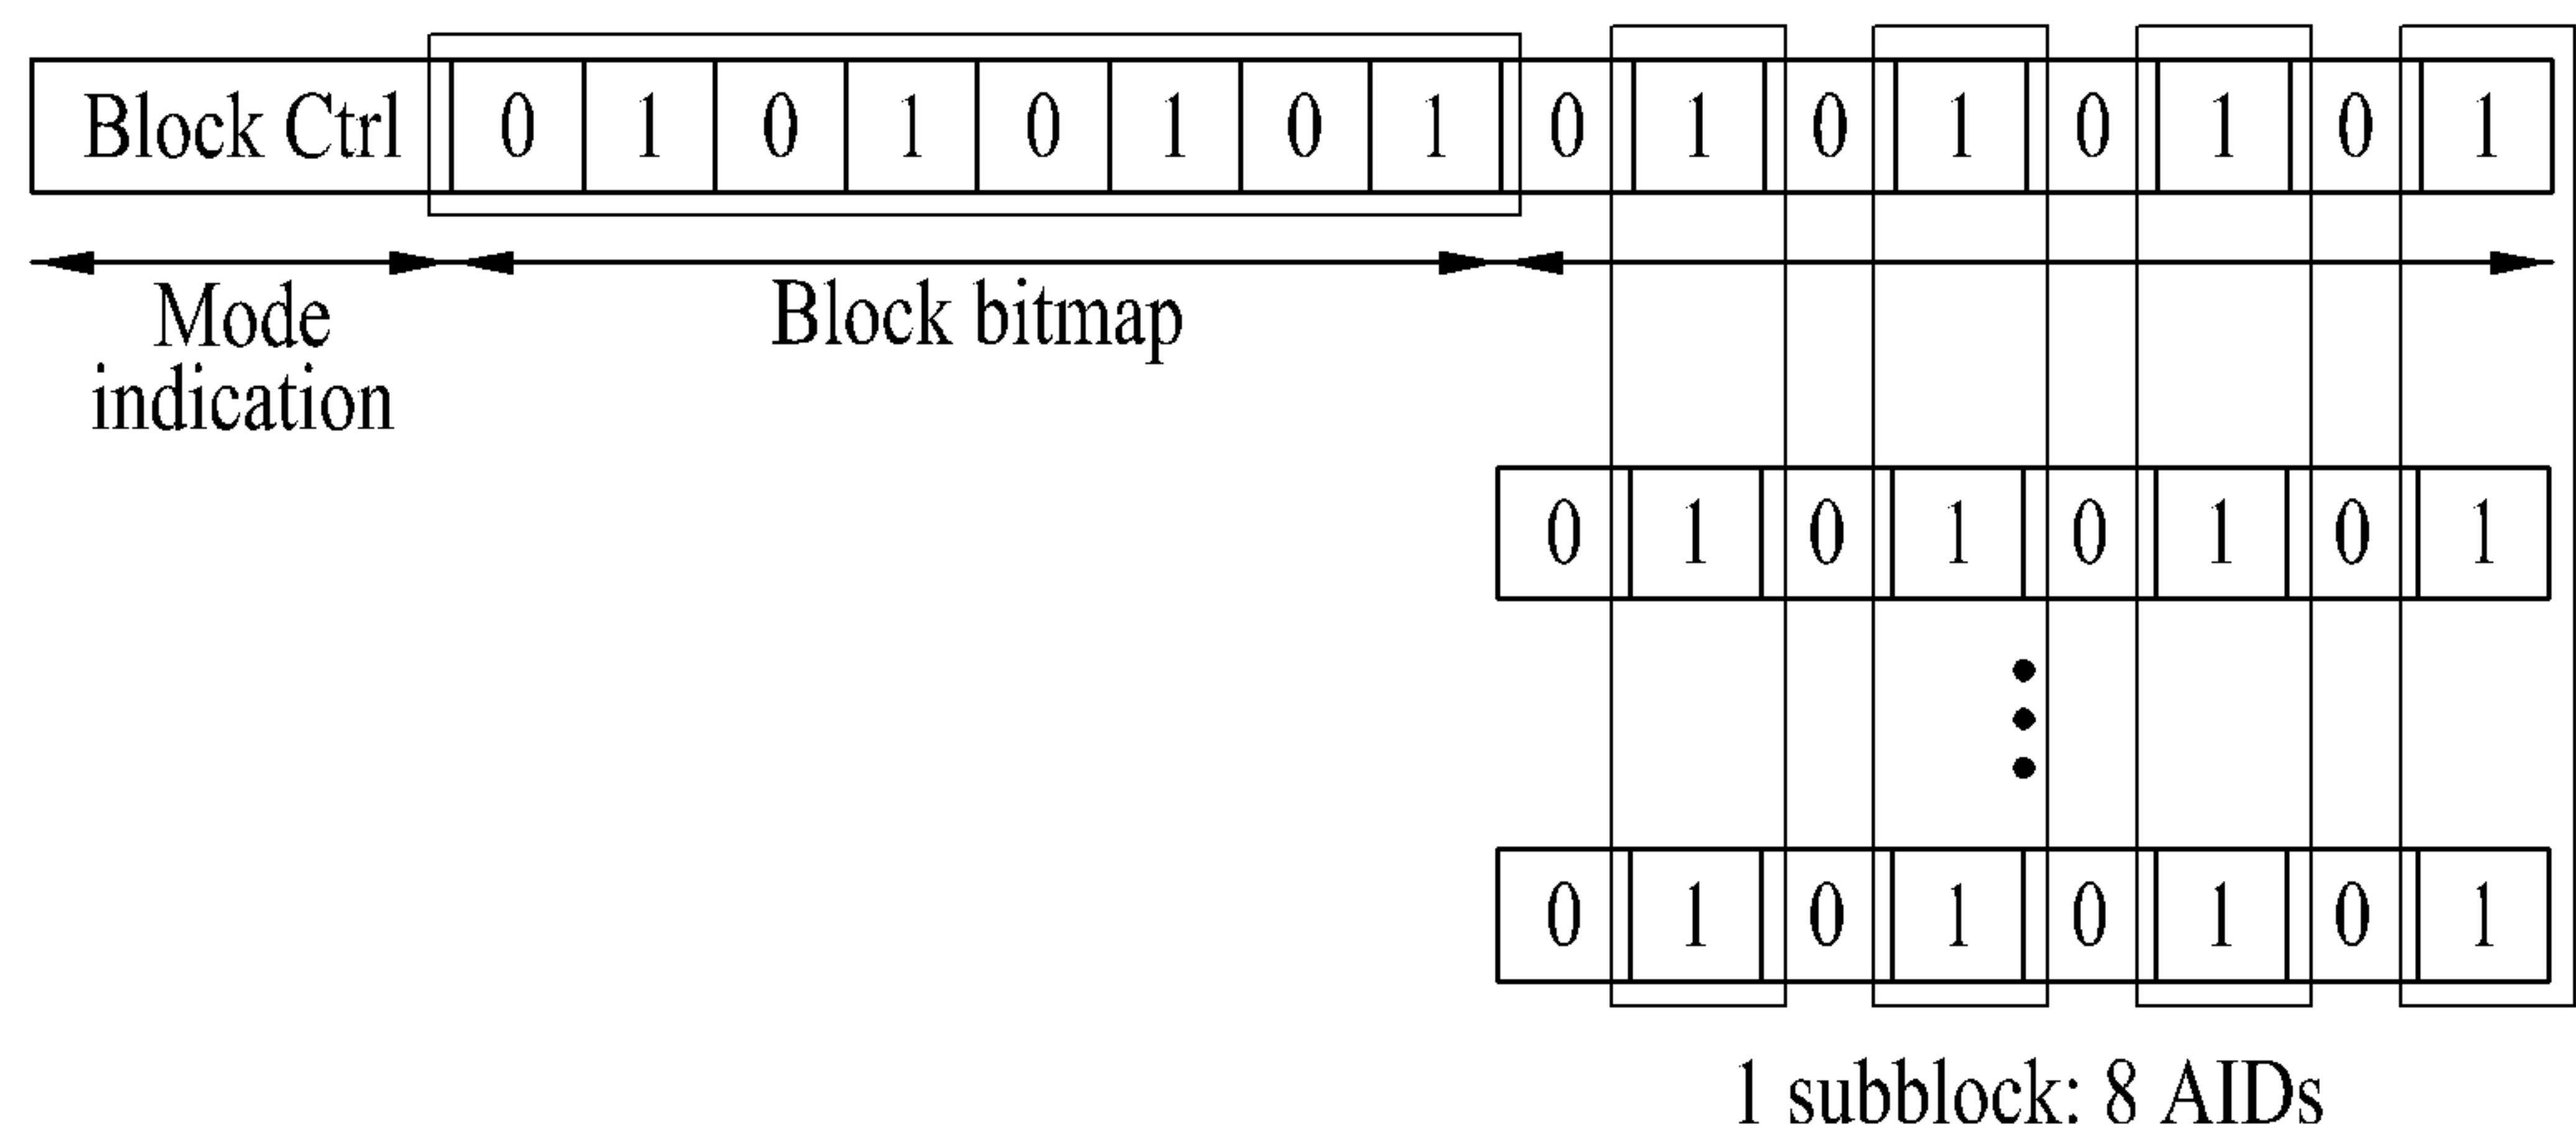 Block Ctrl 0 1 0 1 0 1 0 1 0 1 0 1 0 1 0 1
Mode
indication
Block bitmap
0 1 0 1 0 1 0 1
0 1 0 1 0 1 0 1
1 subblock: 8 AIDs